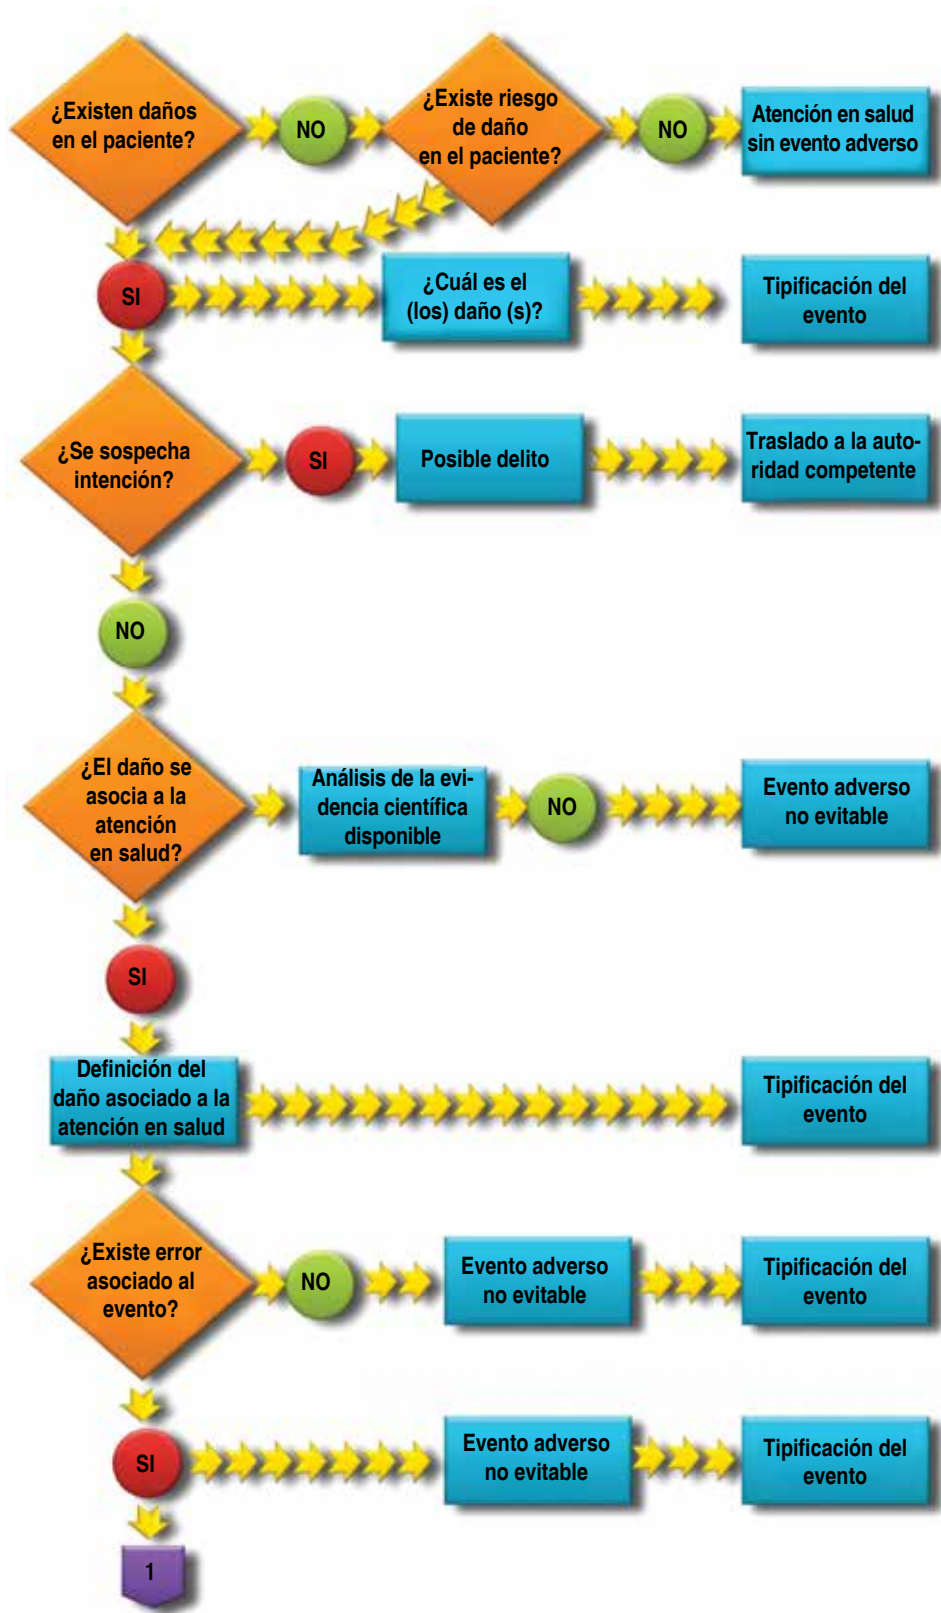 ¿Existen daños
en el paciente?
NO
¿Existe riesgo
de daño
en el paciente?
NO
Atención en salud
sin evento adverso
SI
¿Cuál es el
(los) daño (s)?
Tipificación del
evento
¿Se sospecha
intención?
SI
Posible delito
Traslado a la auto-
ridad competente
NO
¿El daño se
asocia a la
atención
en salud?
Análisis de la evi-
dencia científica
disponible
NO
Evento adverso
no evitable
SI
Definición del
daño asociado a la
atención en salud
Tipificación del
evento
¿Existe error
asociado al
evento?
NO
Evento adverso
no evitable
Tipificación del
evento
SI
Evento adverso
no evitable
Tipificación del
evento
1